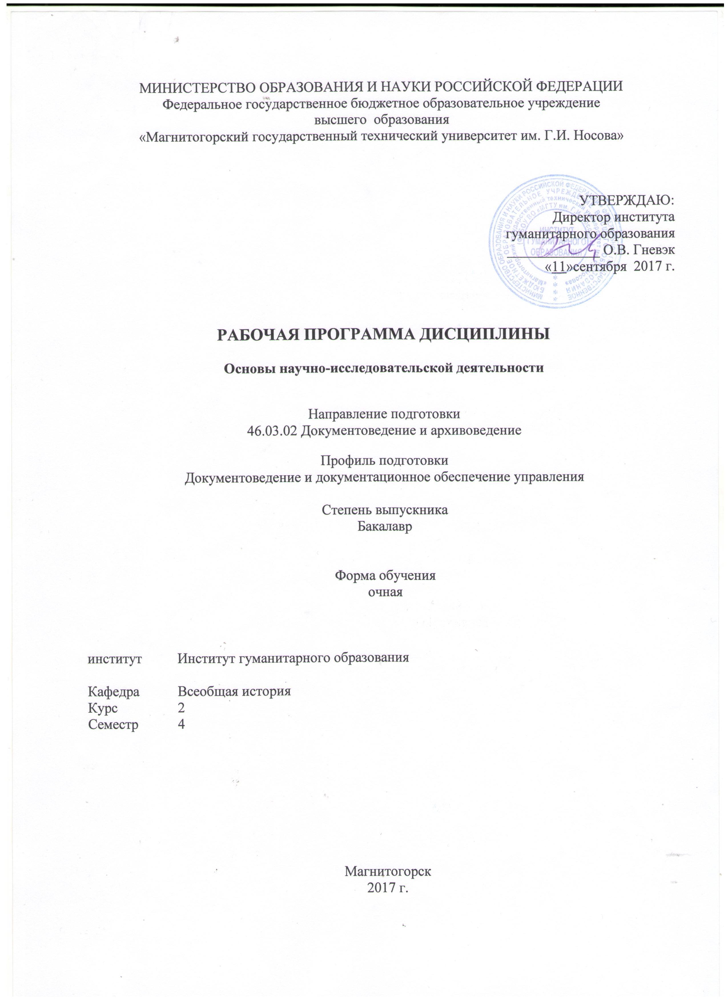 МИНИСТЕРСТВО ОБРАЗОВАНИЯ И НАУКИ РОССИЙСКОЙ ФЕДЕРАЦИИ
Федеральное государственное бюджетное образовательное учреждение
высшего образования
«Магнитогорский государственный технический университет им. Г.И. Носова»
УТВЕРЖДАЮ:
Директор института
гуманитарного образования
О.В. Гневэк
«11»сентября 2017 г.
ИНСТИТУТ
ГУМАНИТАРНОГО
ОБРАЗОВАНИЯ
РАБОЧАЯ ПРОГРАММА ДИСЦИПЛИНЫ
Основы научно-исследовательской деятельности
Направление подготовки
46.03.02 Документоведение и архивоведение
Профиль подготовки
Документоведение и документационное обеспечение управления
Степень выпускника
Бакалавр
Форма обучения
очная
институт Институт гуманитарного образования
Кафедра Всеобщая история
Курс 2
Семестр 4
Магнитогорск
2017 г.